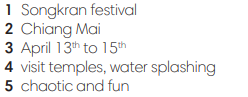 1 Songkran festival
2 Chiang Mai
3 April 13th to 15th
4 visit temples, water splashing
5 chaotic and fun